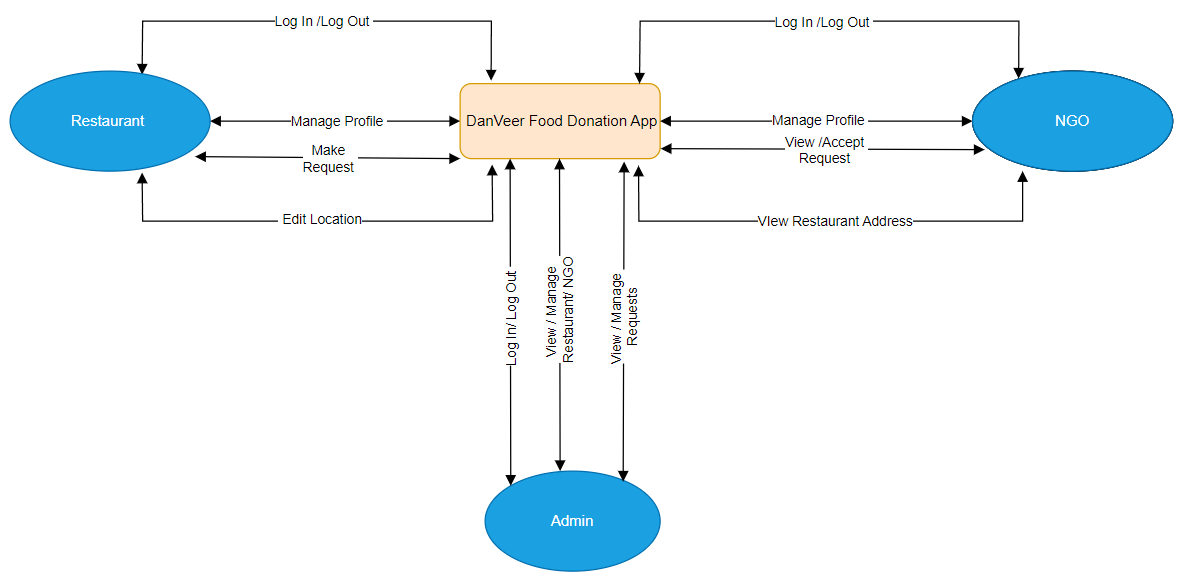 Log In /Log Out
Log In /Log Out
Restaurant
Manage Profile
DanVeer Food Donation App
Manage Profile
NGO
Make
Request
View /Accept
Request
Edit Location
VIew Restaurant Address
Log In/ Log Out
View / Manage
Restaurant/ NGO
View / Manage
Requests
Admin